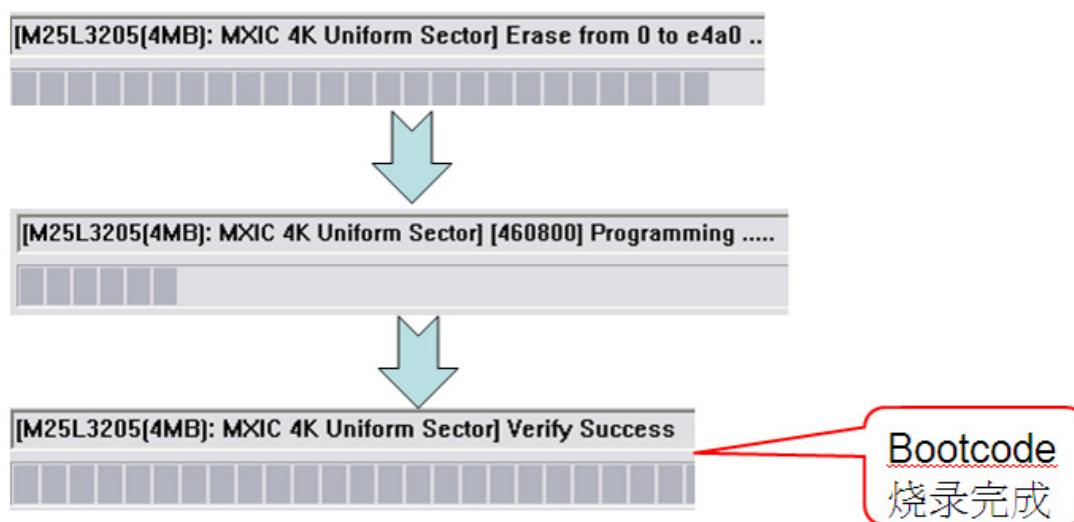 [M25L3205(4MB): MXIC 4K Uniform Sector] Erase from 0 to e4a0 ..
[M25L3205(4MB): MXIC 4K Uniform Sector] [460800] Programming .....
[M25L3205(4MB): MXIC 4K Uniform Sector] Verify Success
Bootcode
烧录完成